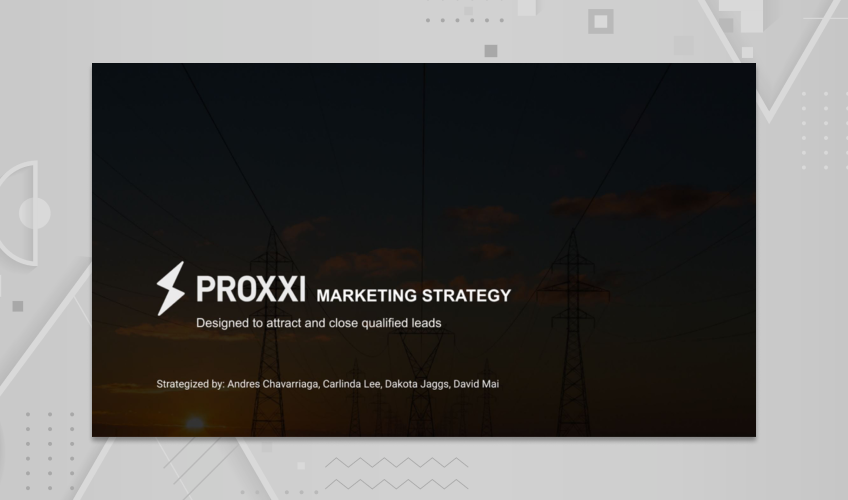 PROXXI MARKETING STRATEGY
Designed to attract and close qualified leads
Strategized by: Andres Chavarriaga, Carlinda Lee, Dakota Jaggs, David Mai